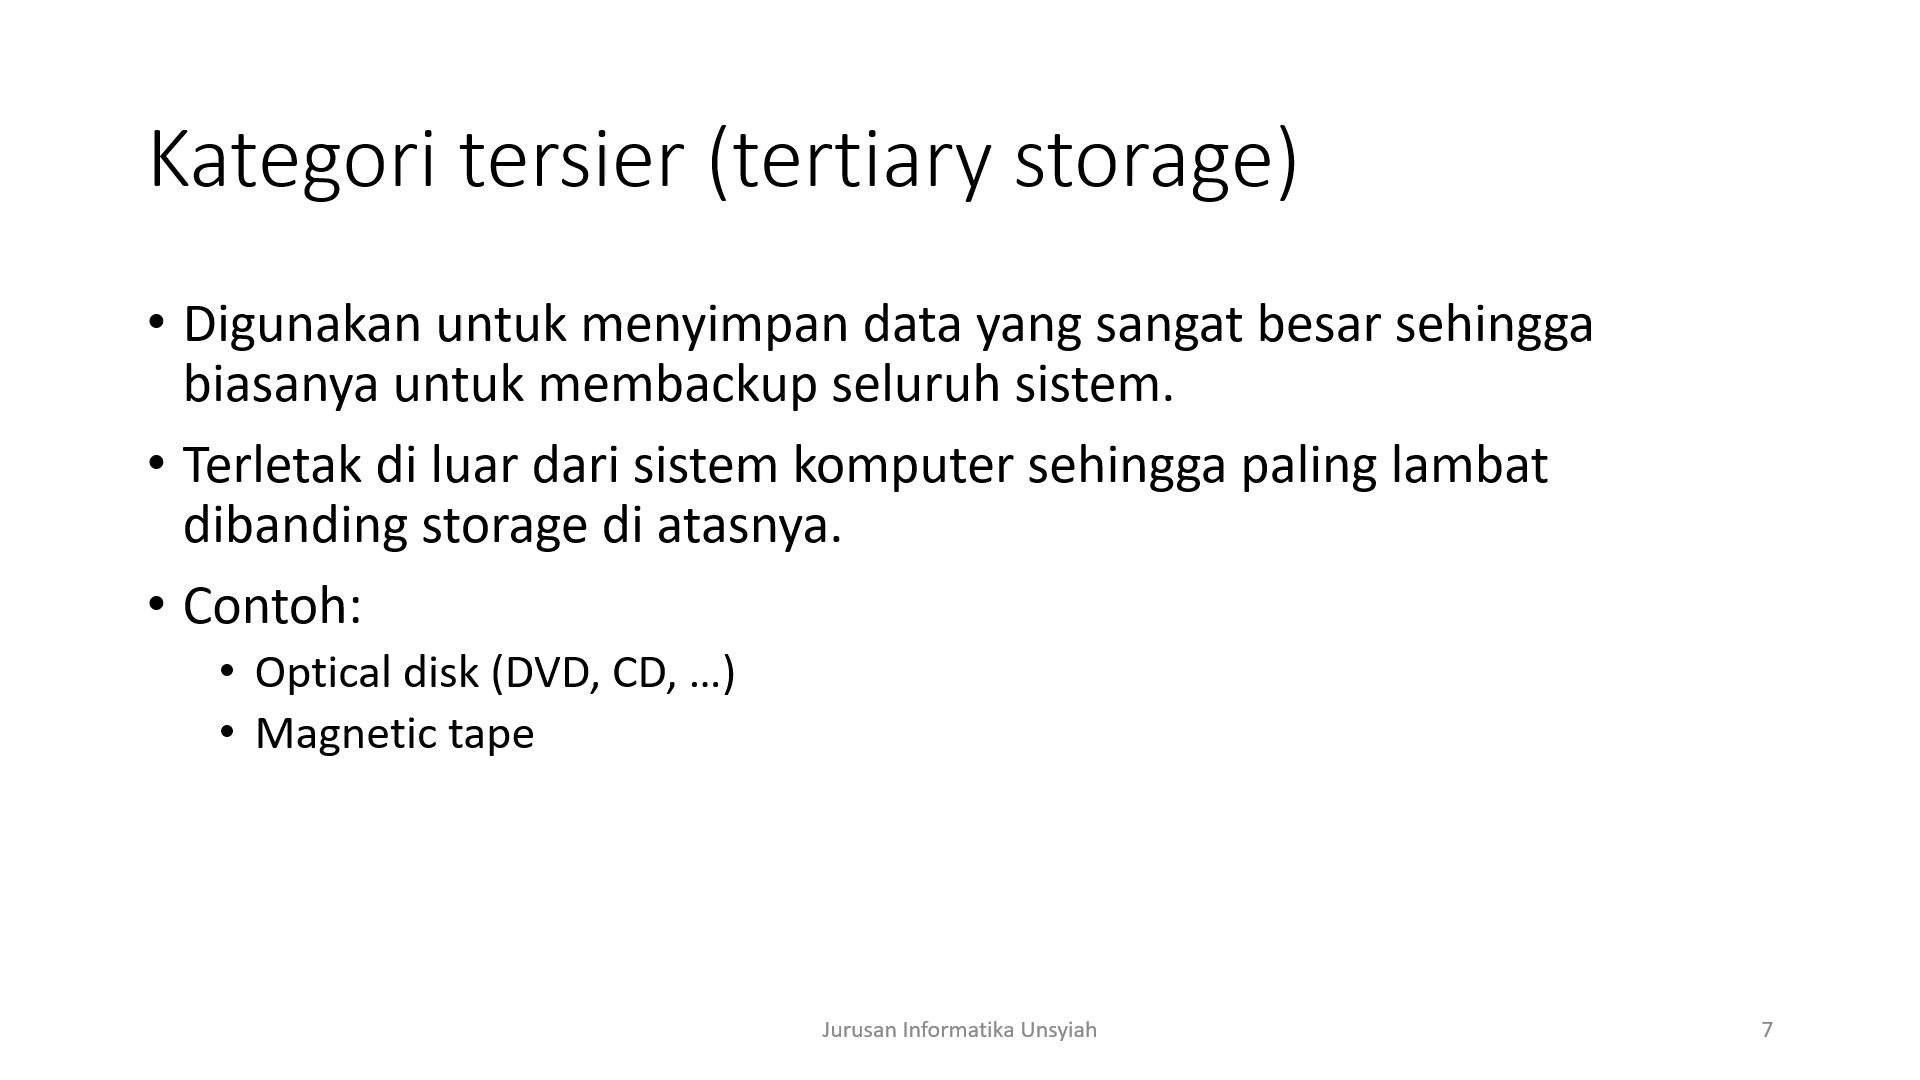 Kategori tersier (tertiary storage)
• Digunakan untuk menyimpan data yang sangat besar sehingga
biasanya untuk membackup seluruh sistem.
• Terletak di luar dari sistem komputer sehingga paling lambat
dibanding storage di atasnya.
• Contoh:
• Optical disk (DVD, CD, …)
• Magnetic tape
Jurusan Informatika Unsyiah
7